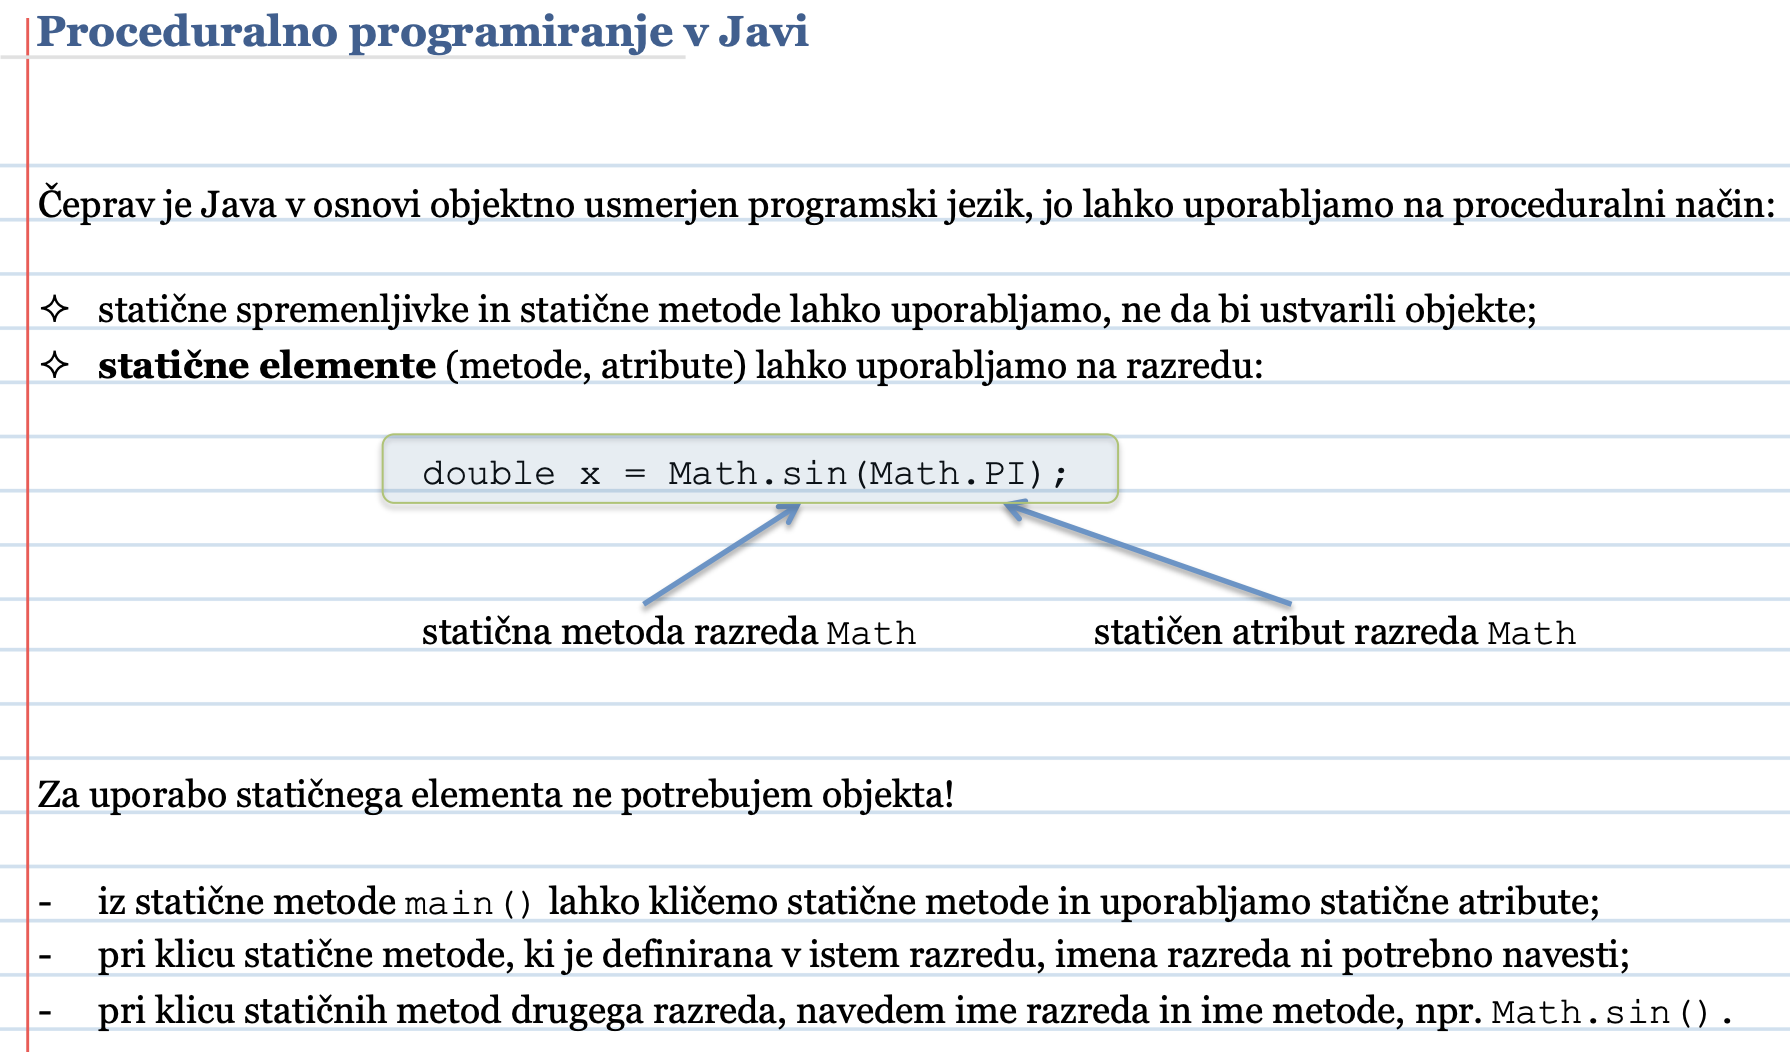 Proceduralno programiranje v Javi
Čeprav je Java v osnovi objektno usmerjen programski jezik, jo lahko uporabljamo na proceduralni način:
✧ statične spremenljivke in statične metode lahko uporabljamo, ne da bi ustvarili objekte;
✧ statične elemente (metode, atribute) lahko uporabljamo na razredu:
double x = Math.sin(Math.PI);
statična metoda razreda Math
statičen atribut razreda Math
Za uporabo statičnega elementa ne potrebujem objekta!
- iz statične metode main() lahko kličemo statične metode in uporabljamo statične atribute;
- pri klicu statične metode, ki je definirana v istem razredu, imena razreda ni potrebno navesti;
- pri klicu statičnih metod drugega razreda, navedem ime razreda in ime metode, npr. Math.sin().